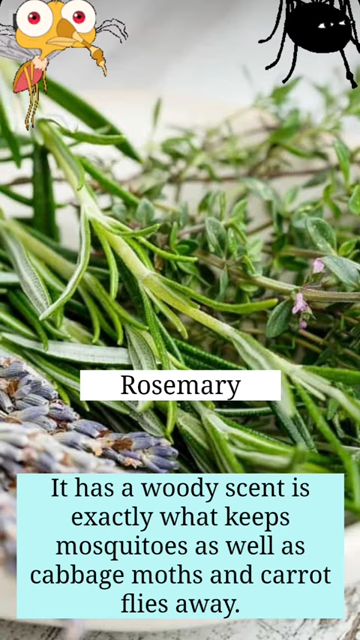 Rosemary
It has a woody scent is
exactly what keeps
mosquitoes as well as
cabbage moths and carrot
flies away.